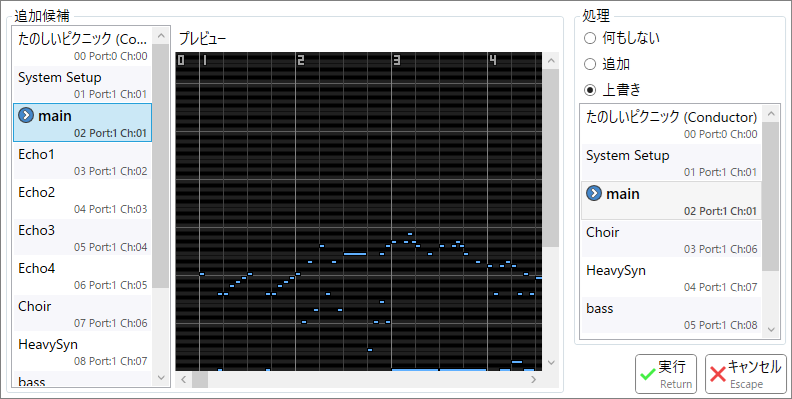 追加候補
たのしいピクニック (Co...
00 Port:0 Ch:00
System Setup
01 Port:1 Ch:01
main
02 Port:1 Ch:01
Echo1
03 Port:1 Ch:02
Echo2
04 Port:1 Ch:03
Echo3
05 Port:1 Ch:04
Echo4
06 Port:1 Ch:05
Choir
07 Port:1 Ch:06
HeavySyn
08 Port:1 Ch:07
bass
プレビュー
0 1 2 3 4
処理
何もしない
追加
上書き
たのしいピクニック (Conductor)
00 Port:0 Ch:00
System Setup
01 Port:1 Ch:01
main
02 Port:1 Ch:01
Choir
03 Port:1 Ch:06
HeavySyn
04 Port:1 Ch:07
bass
05 Port:1 Ch:08
実行
Return
キャンセル
Escape